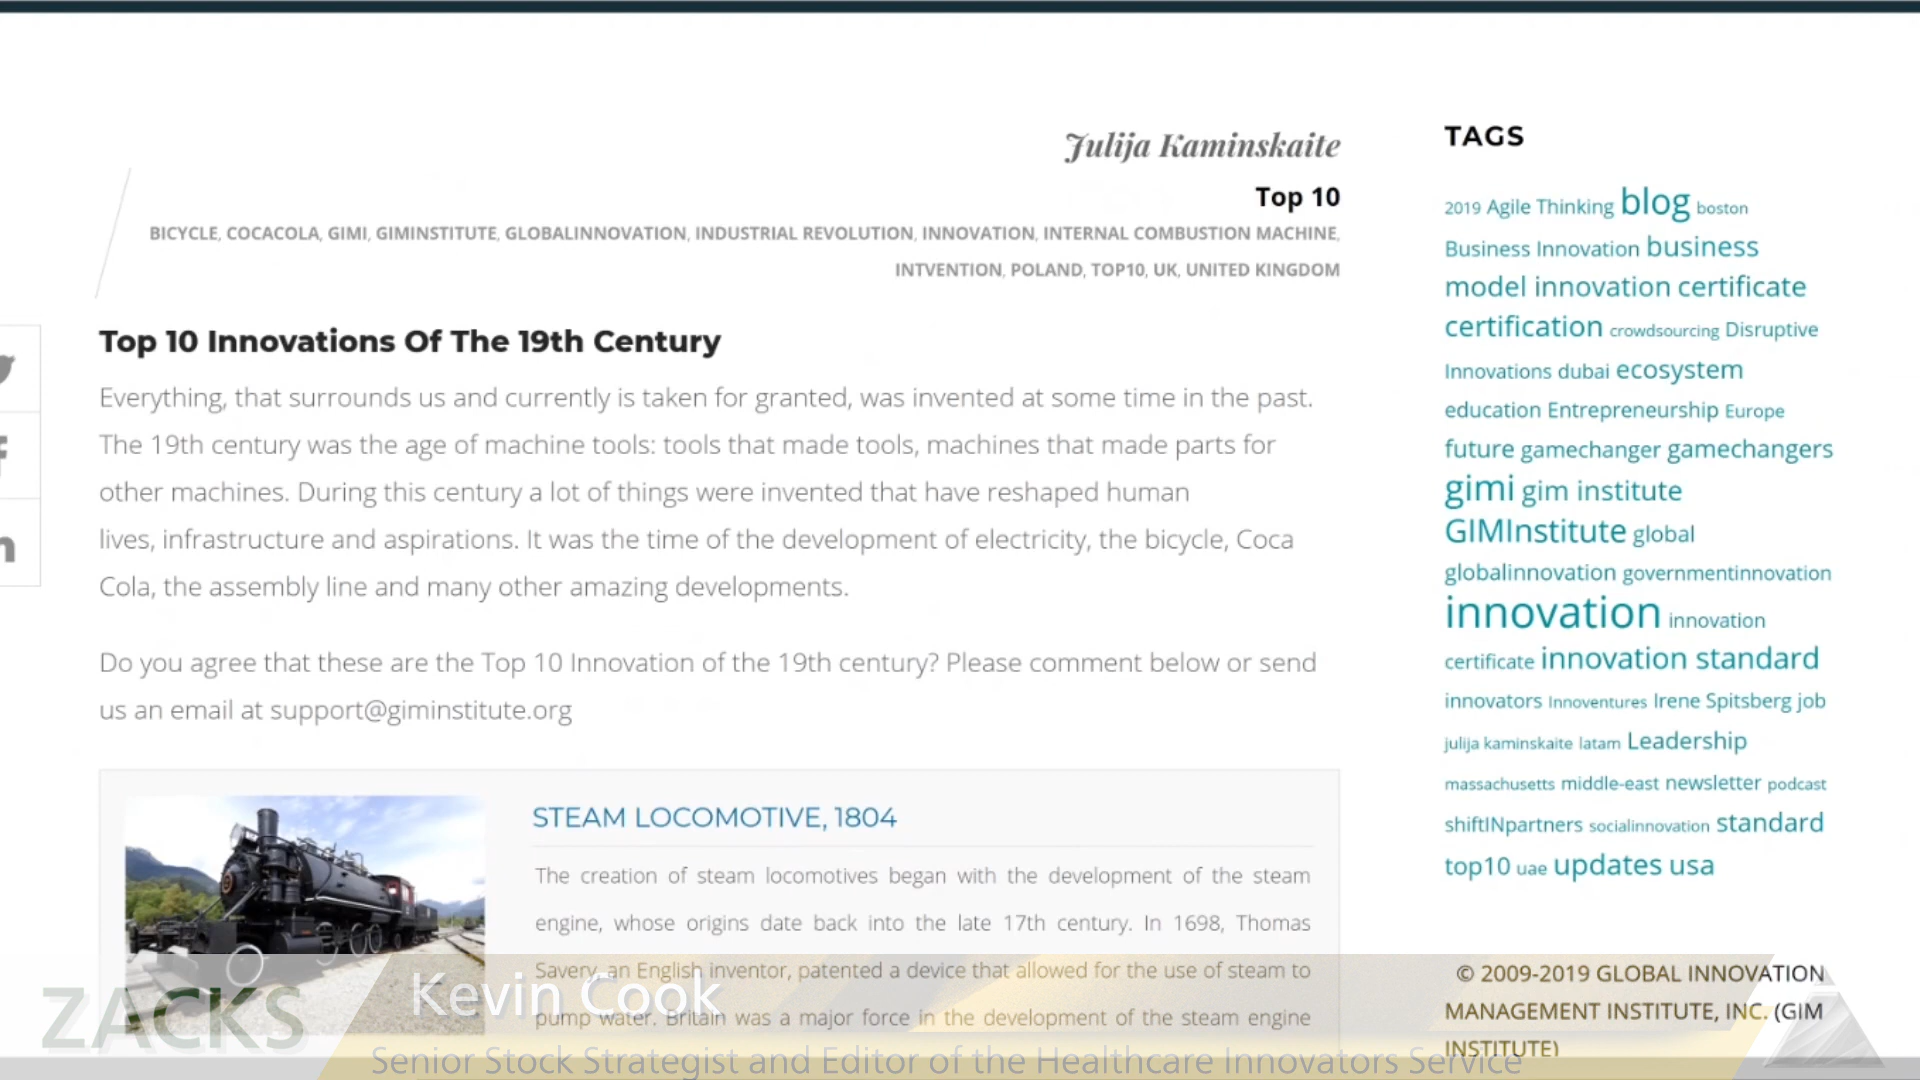 Julija Kaminskaite
Top 10
BICYCLE, COCACOLA, GIMI, GIMINSTITUTE, GLOBALINNOVATION, INDUSTRIAL REVOLUTION, INNOVATION, INTERNAL COMBUSTION MACHINE,
INTVENTION, POLAND, TOP10, UK, UNITED KINGDOM
Top 10 Innovations Of The 19th Century
Everything, that surrounds us and currently is taken for granted, was invented at some time in the past.
The 19th century was the age of machine tools: tools that made tools, machines that made parts for
other machines. During this century a lot of things were invented that have reshaped human
lives, infrastructure and aspirations. It was the time of the development of electricity, the bicycle, Coca
Cola, the assembly line and many other amazing developments.
Do you agree that these are the Top 10 Innovation of the 19th century? Please comment below or send
us an email at support@giminstitute.org
STEAM LOCOMOTIVE, 1804
The creation of steam locomotives began with the development of the steam
engine, whose origins date back into the late 17th century. In 1698, Thomas
Savery, an English inventor, patented a device that allowed for the use of steam to
pump water. Britain was a major force in the development of the steam engine
TAGS
2019 Agile Thinking blog boston
Business Innovation business
model innovation certificate
certification crowdsourcing Disruptive
Innovations dubai ecosystem
education Entrepreneurship Europe
future gamechanger gamechangers
gimi gim institute
GIMInstitute global
globalinnovation governmentinnovation
innovation innovation
certificate innovation standard
innovators Innoventures Irene Spitsberg job
julija kaminskaite latam Leadership
massachusetts middle-east newsletter podcast
shiftINpartners socialinnovation standard
top10 uae updates usa
© 2009-2019 GLOBAL INNOVATION
MANAGEMENT INSTITUTE, INC. (GIM
INSTITUTE)
ZACKS
Kevin Cook
Senior Stock Strategist and Editor of the Healthcare Innovators Service